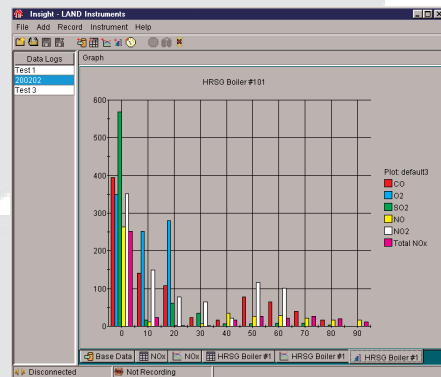 Insight - LAND Instruments
File Add Record Instrument Help
Data Logs
Graph
Test 1
200202
Test 3
HRSG Boiler #101
600
500
400
300
200
100
0
0 10 20 30 40 50 60 70 80 90
Plot: default3
CO
O2
SO2
NO
NO2
Total NOx
Base Data NOx NOx HRSG Boiler #1 HRSG Boiler #1 HRSG Boiler #1
Disconnected Not Recording